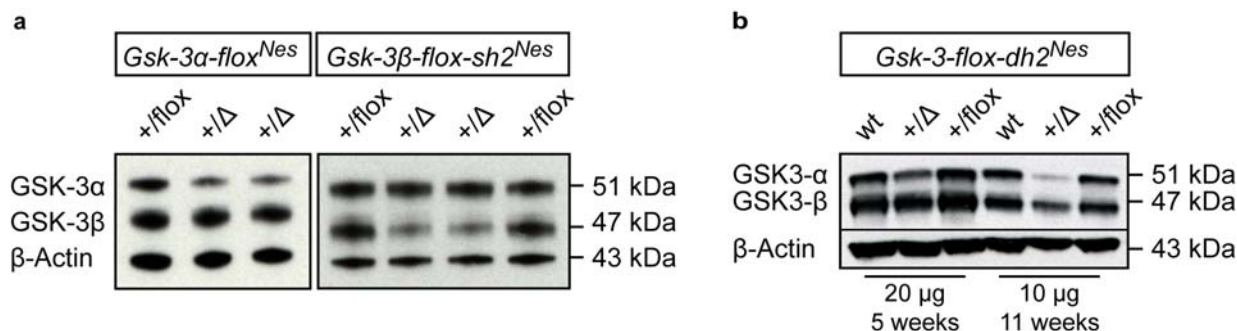 a
Gsk-3α-flox^Nes Gsk-3β-flox-sh2^Nes
+/flox +/Δ +/Δ +/flox +/Δ +/Δ +/flox
GSK-3α 51 kDa
GSK-3β 47 kDa
β-Actin 43 kDa
b
Gsk-3-flox-dh2^Nes
wt +/Δ +/flox wt +/Δ +/flox
GSK3-α 51 kDa
GSK3-β 47 kDa
β-Actin 43 kDa
20 µg 10 µg
5 weeks 11 weeks